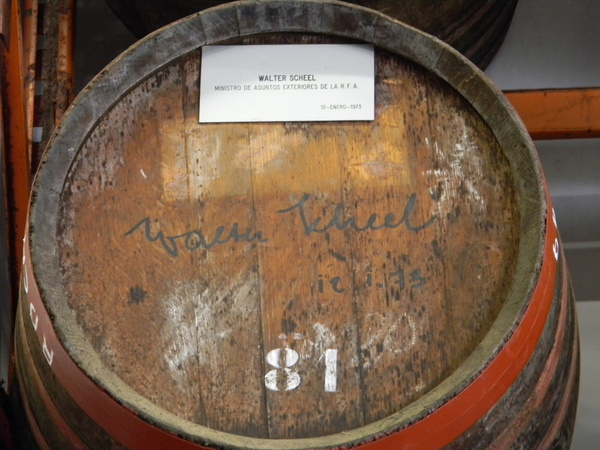 WALTER SCHEEL
MINISTRO DE ASUNTOS EXTERIORES DE LA R.F.A.
12-ENERO-1973
Walter Scheel
12.1.73
81